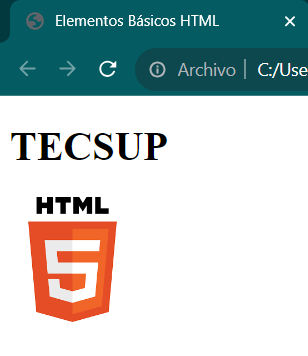 Elementos Básicos HTML
Archivo | C:/Use
TECSUP
HTML
5